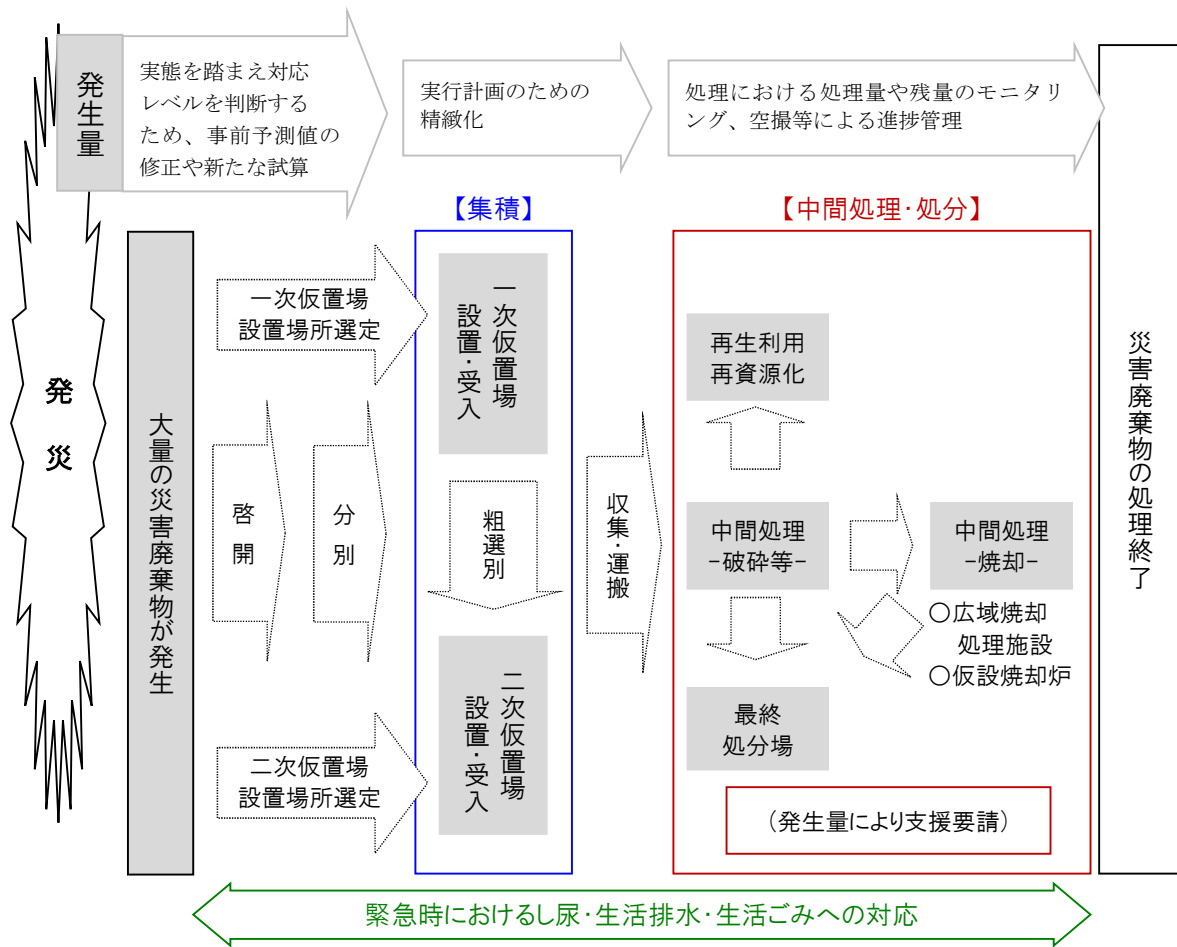 発生量
実態を踏まえ対応
レベルを判断する
ため、事前予測値の
修正や新たな試算
実行計画のための
精緻化
処理における処理量や残量のモニタリ
ング、空撮等による進捗管理
発災
大量の災害廃棄物が発生
一次仮置場
設置場所選定
啓開
分別
二次仮置場
設置場所選定
【集積】
一次仮置場
設置・受入
粗選別
二次仮置場
設置・受入
収集・運搬
【中間処理・処分】
再生利用
再資源化
中間処理
-破砕等-
中間処理
-焼却-
○広域焼却
処理施設
○仮設焼却炉
最終
処分場
（発生量により支援要請）
災害廃棄物の処理終了
緊急時におけるし尿・生活排水・生活ごみへの対応